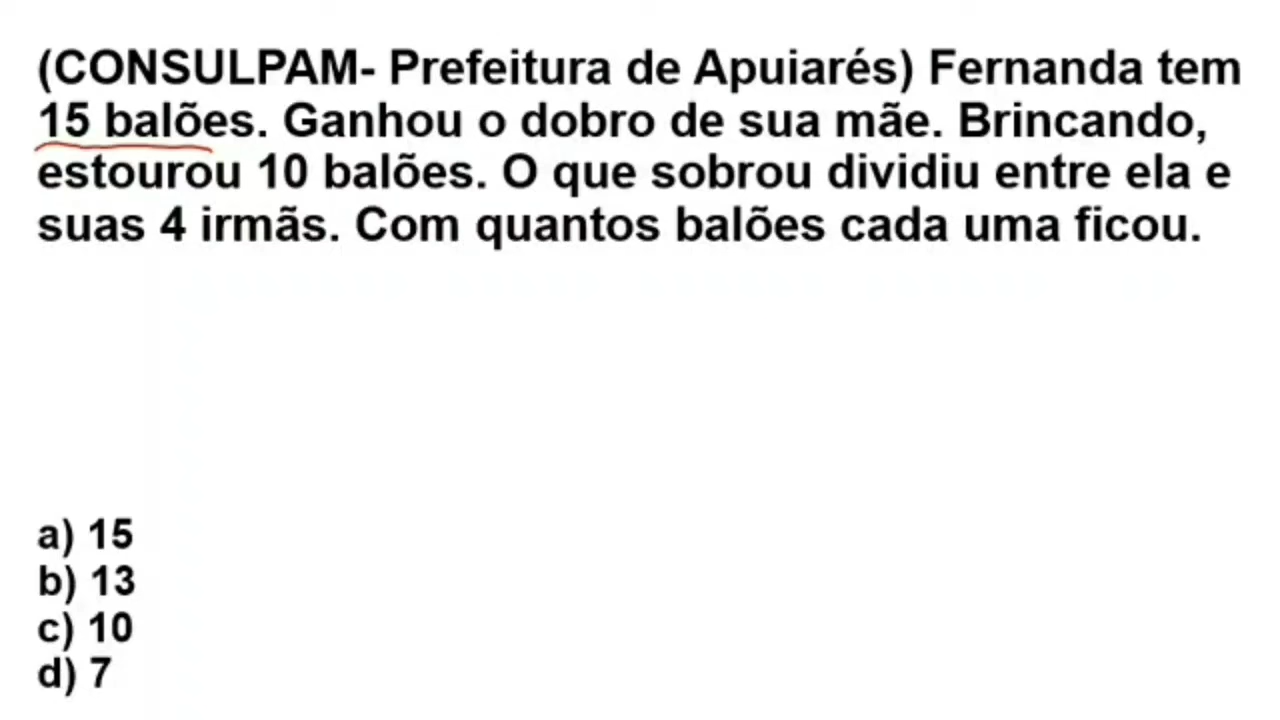 (CONSULPAM- Prefeitura de Apuiarés) Fernanda tem
15 balões. Ganhou o dobro de sua mãe. Brincando,
estourou 10 balões. O que sobrou dividiu entre ela e
suas 4 irmãs. Com quantos balões cada uma ficou.
a) 15
b) 13
c) 10
d) 7